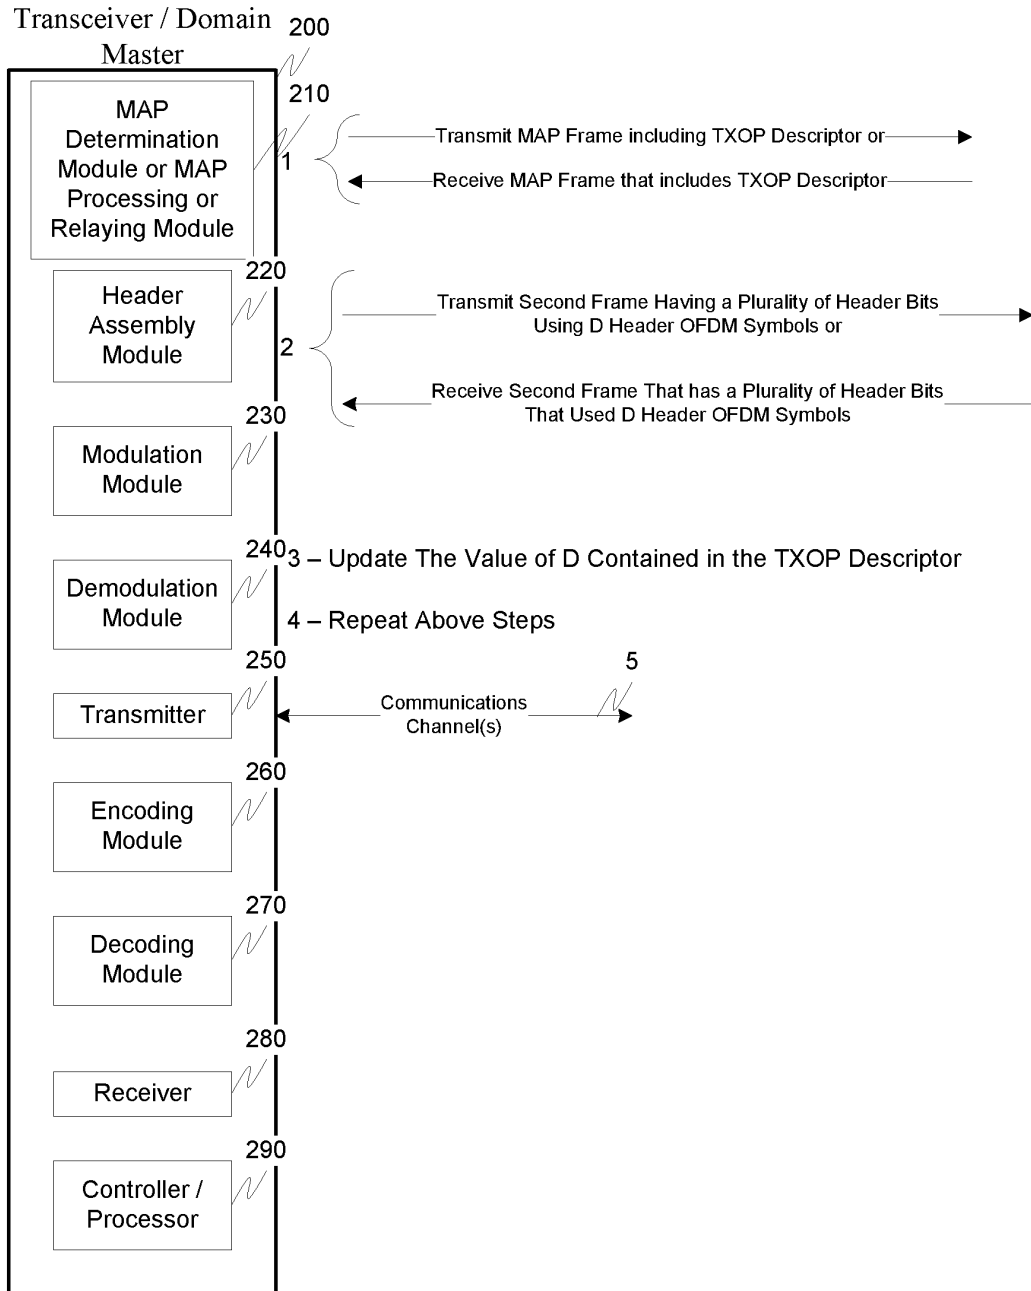 Transceiver / Domain
Master
200
210
MAP
Determination
Module or MAP
Processing or
Relaying Module
1
Transmit MAP Frame including TXOP Descriptor or
Receive MAP Frame that includes TXOP Descriptor
220
Header
Assembly
Module
2
Transmit Second Frame Having a Plurality of Header Bits
Using D Header OFDM Symbols or
Receive Second Frame That has a Plurality of Header Bits
That Used D Header OFDM Symbols
230
Modulation
Module
240
Demodulation
Module
3 – Update The Value of D Contained in the TXOP Descriptor
4 – Repeat Above Steps
250
Transmitter
5
Communications
Channel(s)
260
Encoding
Module
270
Decoding
Module
280
Receiver
290
Controller /
Processor